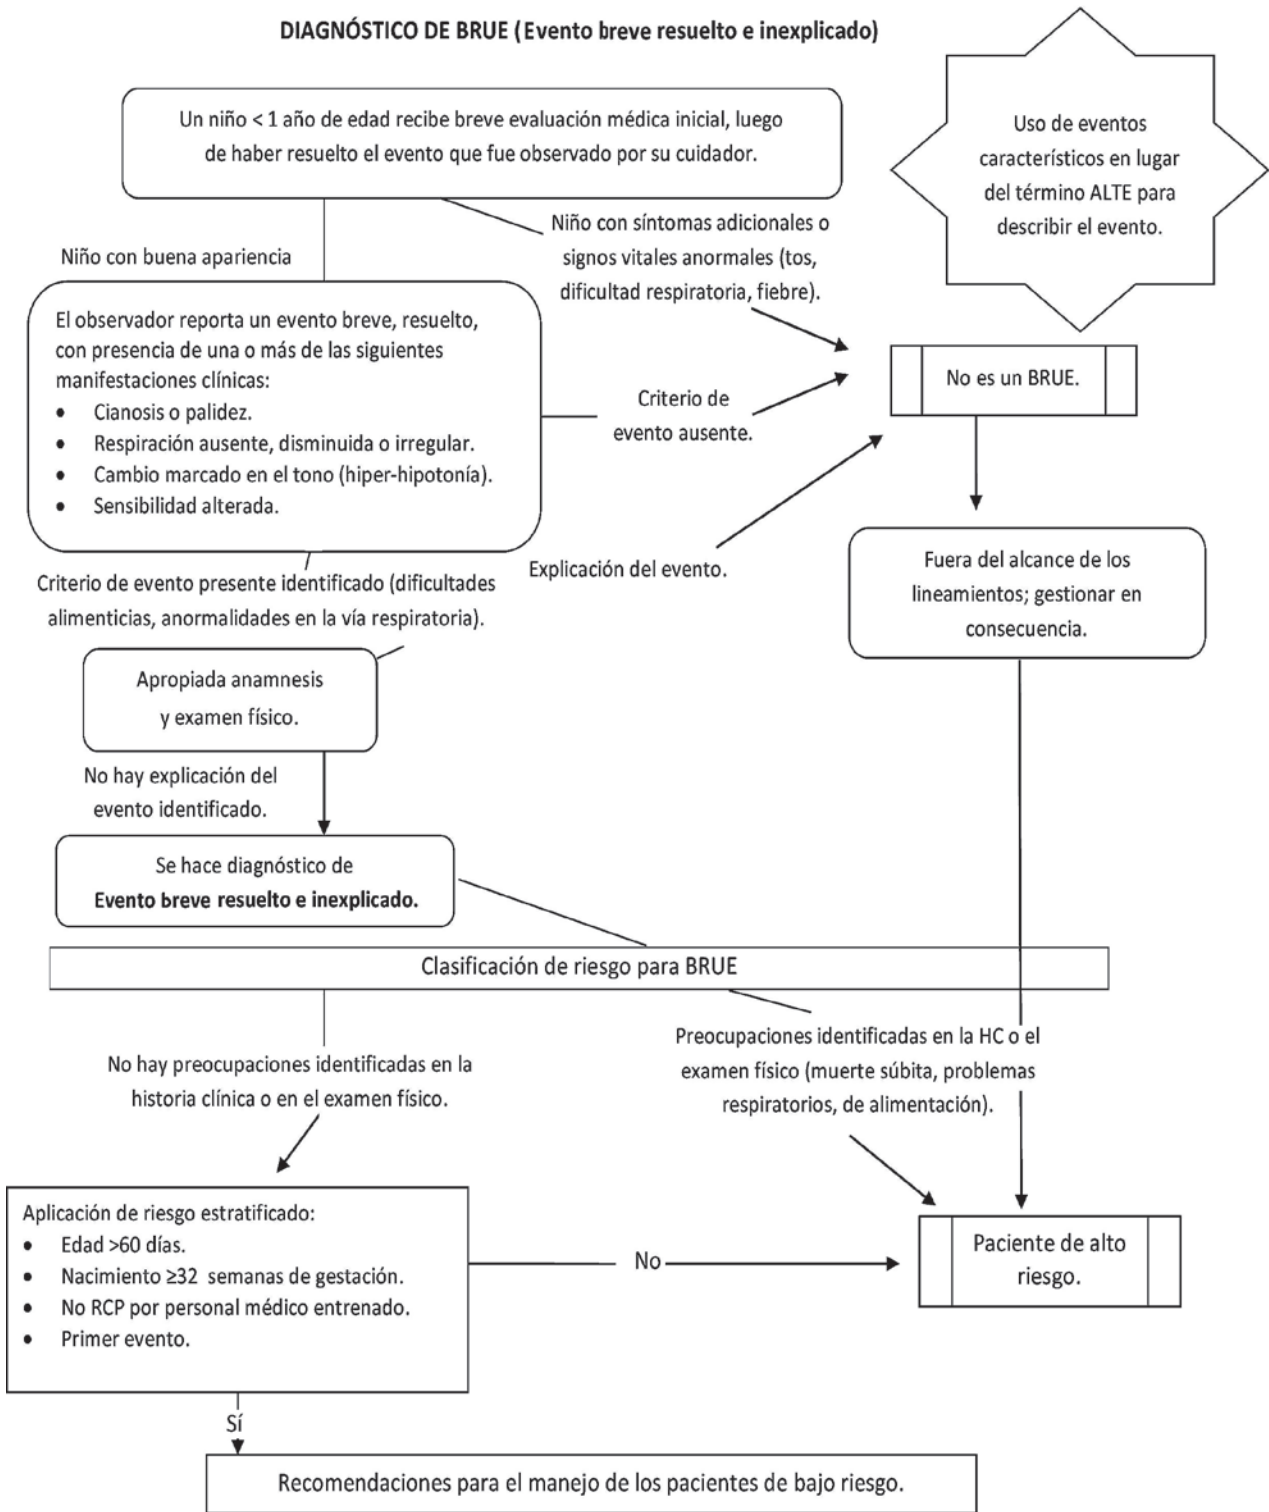 DIAGNÓSTICO DE BRUE (Evento breve resuelto e inexplicado)
Un niño < 1 año de edad recibe breve evaluación médica inicial, luego
de haber resuelto el evento que fue observado por su cuidador.
Uso de eventos
característicos en lugar
del término ALTE para
describir el evento.
Niño con buena apariencia
Niño con síntomas adicionales o
signos vitales anormales (tos,
dificultad respiratoria, fiebre).
El observador reporta un evento breve, resuelto,
con presencia de una o más de las siguientes
manifestaciones clínicas:
• Cianosis o palidez.
• Respiración ausente, disminuida o irregular.
• Cambio marcado en el tono (hiper-hipotonía).
• Sensibilidad alterada.
Criterio de
evento ausente.
No es un BRUE.
Explicación del evento.
Fuera del alcance de los
lineamientos; gestionar en
consecuencia.
Criterio de evento presente identificado (dificultades
alimenticias, anormalidades en la vía respiratoria).
Apropiada anamnesis
y examen físico.
No hay explicación del
evento identificado.
Se hace diagnóstico de
Evento breve resuelto e inexplicado.
Clasificación de riesgo para BRUE
No hay preocupaciones identificadas en la
historia clínica o en el examen físico.
Preocupaciones identificadas en la HC o el
examen físico (muerte súbita, problemas
respiratorios, de alimentación).
Aplicación de riesgo estratificado:
• Edad >60 días.
• Nacimiento ≥32 semanas de gestación.
• No RCP por personal médico entrenado.
• Primer evento.
No
Paciente de alto
riesgo.
Sí
Recomendaciones para el manejo de los pacientes de bajo riesgo.